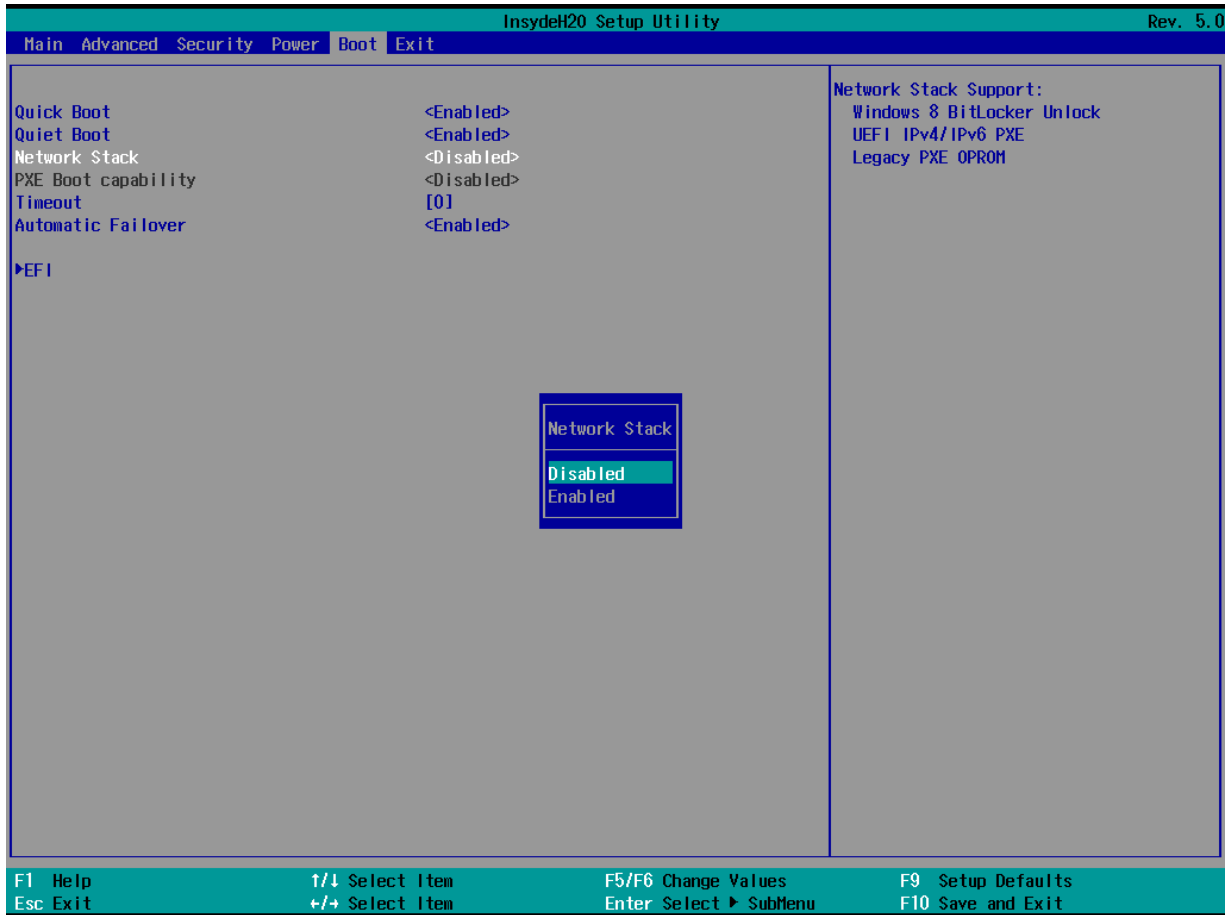 InsydeH20 Setup Utility Rev. 5.0
Main Advanced Security Power Boot Exit
Quick Boot <Enabled>
Quiet Boot <Enabled>
Network Stack <Disabled>
PXE Boot capability <Disabled>
Timeout [0]
Automatic Failover <Enabled>
▶EFI
Network Stack Support:
Windows 8 BitLocker Unlock
UEFI IPv4/IPv6 PXE
Legacy PXE OPROM
Network Stack
Disabled
Enabled
F1 Help ↑/↓ Select Item F5/F6 Change Values F9 Setup Defaults
Esc Exit ←/→ Select Item Enter Select ▶ SubMenu F10 Save and Exit